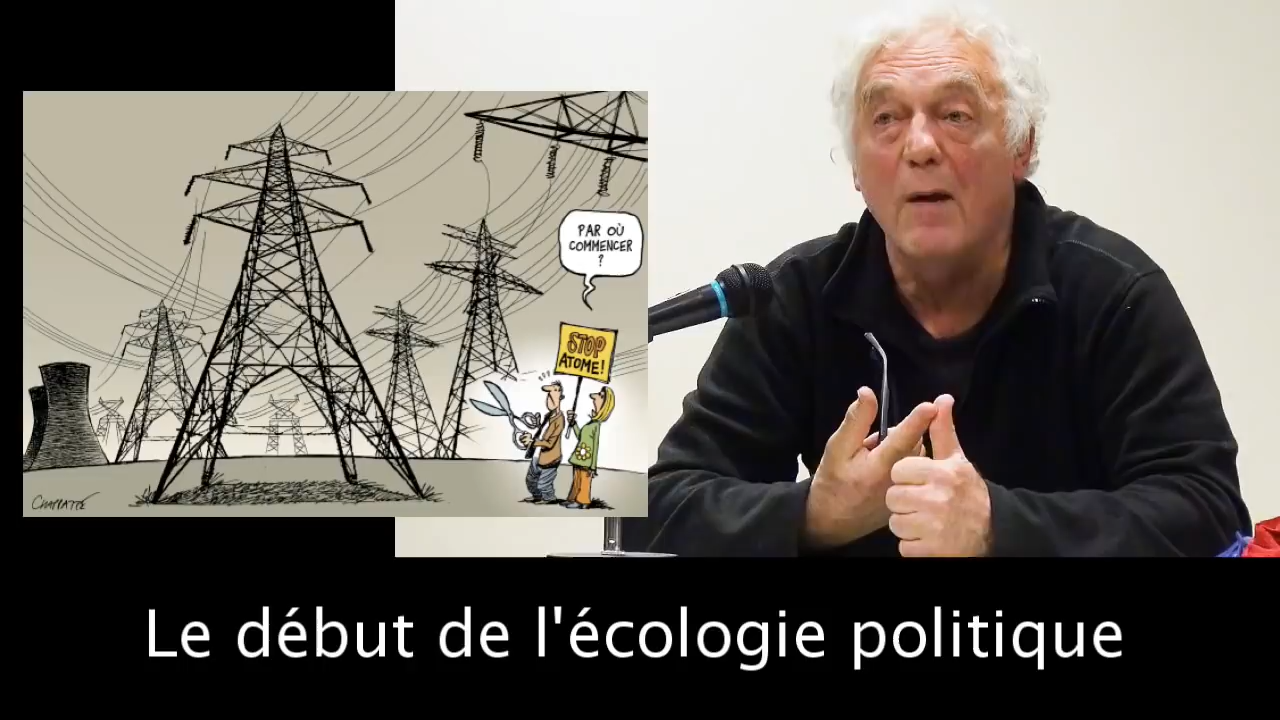 PAR OÙ
COMMENCER
?
STOP
ATOME!
CHAPPATTE
Le début de l'écologie politique